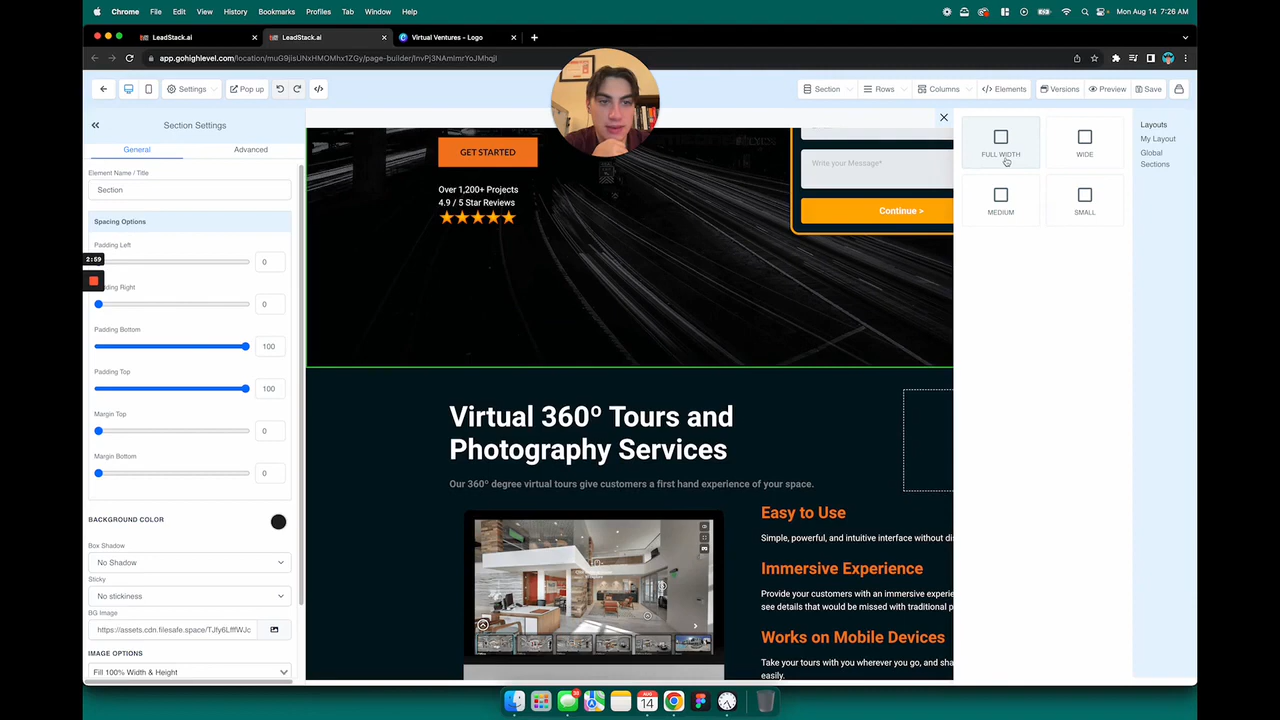 Chrome File Edit View History Bookmarks Profiles Tab Window Help
Mon Aug 14 7:26 AM
LeadStack.ai
LeadStack.ai
Virtual Ventures - Logo
app.gohighlevel.com/location/muG9jlsUNxHMOMhx1ZGy/page-builder/InvPj3NAmlmrYoJMhqjl
Settings
Pop up
Section
Rows
Columns
Elements
Versions
Preview
Save
Section Settings
General
Advanced
Element Name / Title
Section
Spacing Options
Padding Left
0
2:59
Right
0
Padding Bottom
100
Padding Top
100
Margin Top
0
Margin Bottom
0
BACKGROUND COLOR
Box Shadow
No Shadow
Sticky
No stickiness
BG Image
https://assets.cdn.filesafe.space/TJfy6LfffWJc
IMAGE OPTIONS
Fill 100% Width & Height
GET STARTED
Over 1,200+ Projects
4.9 / 5 Star Reviews
Write your Message*
Continue >
Virtual 360º Tours and
Photography Services
Our 360º degree virtual tours give customers a first hand experience of your space.
Easy to Use
Simple, powerful, and intuitive interface without di
Immersive Experience
Provide your customers with an immersive experie
see details that would be missed with traditional p
Works on Mobile Devices
Take your tours with you wherever you go, and sha
easily.
FULL WIDTH
WIDE
MEDIUM
SMALL
Layouts
My Layout
Global
Sections
38
AUG
14